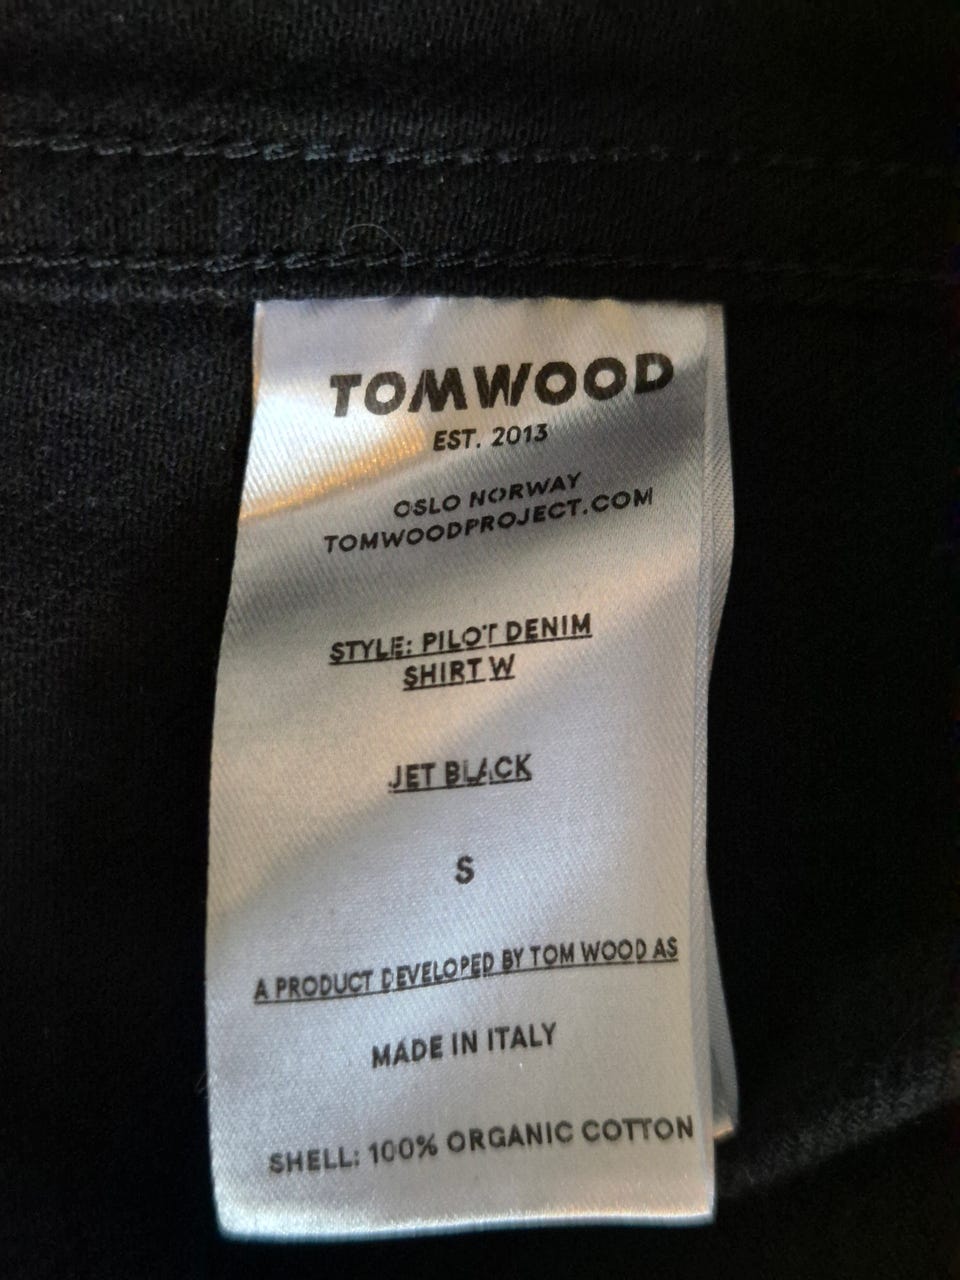 TOMWOOD
EST. 2013
OSLO NORWAY
TOMWOODPROJECT.COM
STYLE: PILOT DENIM
SHIRT W
JET BLACK
S
A PRODUCT DEVELOPED BY TOM WOOD AS
MADE IN ITALY
SHELL: 100% ORGANIC COTTON